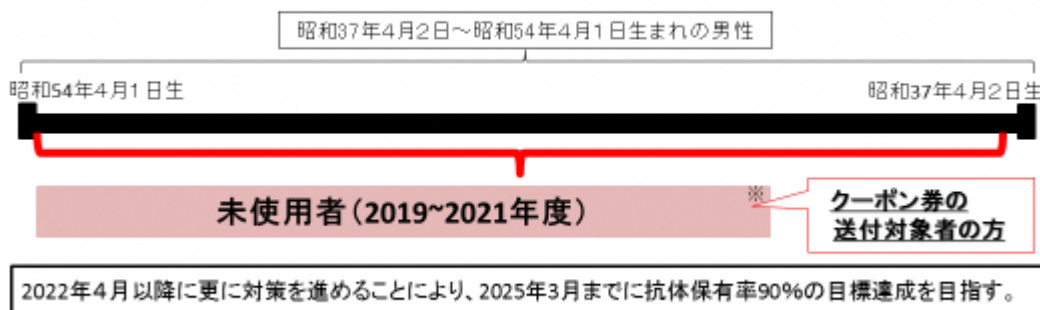 昭和37年4月2日～昭和54年4月1日生まれの男性
昭和54年4月1日生
昭和37年4月2日生
未使用者（2019~2021年度）
※
クーポン券の
送付対象者の方
2022年4月以降に更に対策を進めることにより、2025年3月までに抗体保有率90％の目標達成を目指す。